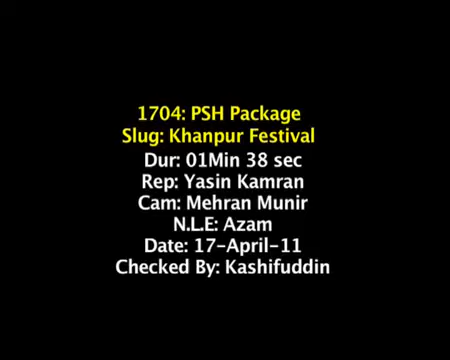 1704: PSH Package
Slug: Khanpur Festival
Dur: 01Min 38 sec
Rep: Yasin Kamran
Cam: Mehran Munir
N.L.E: Azam
Date: 17-April-11
Checked By: Kashifuddin